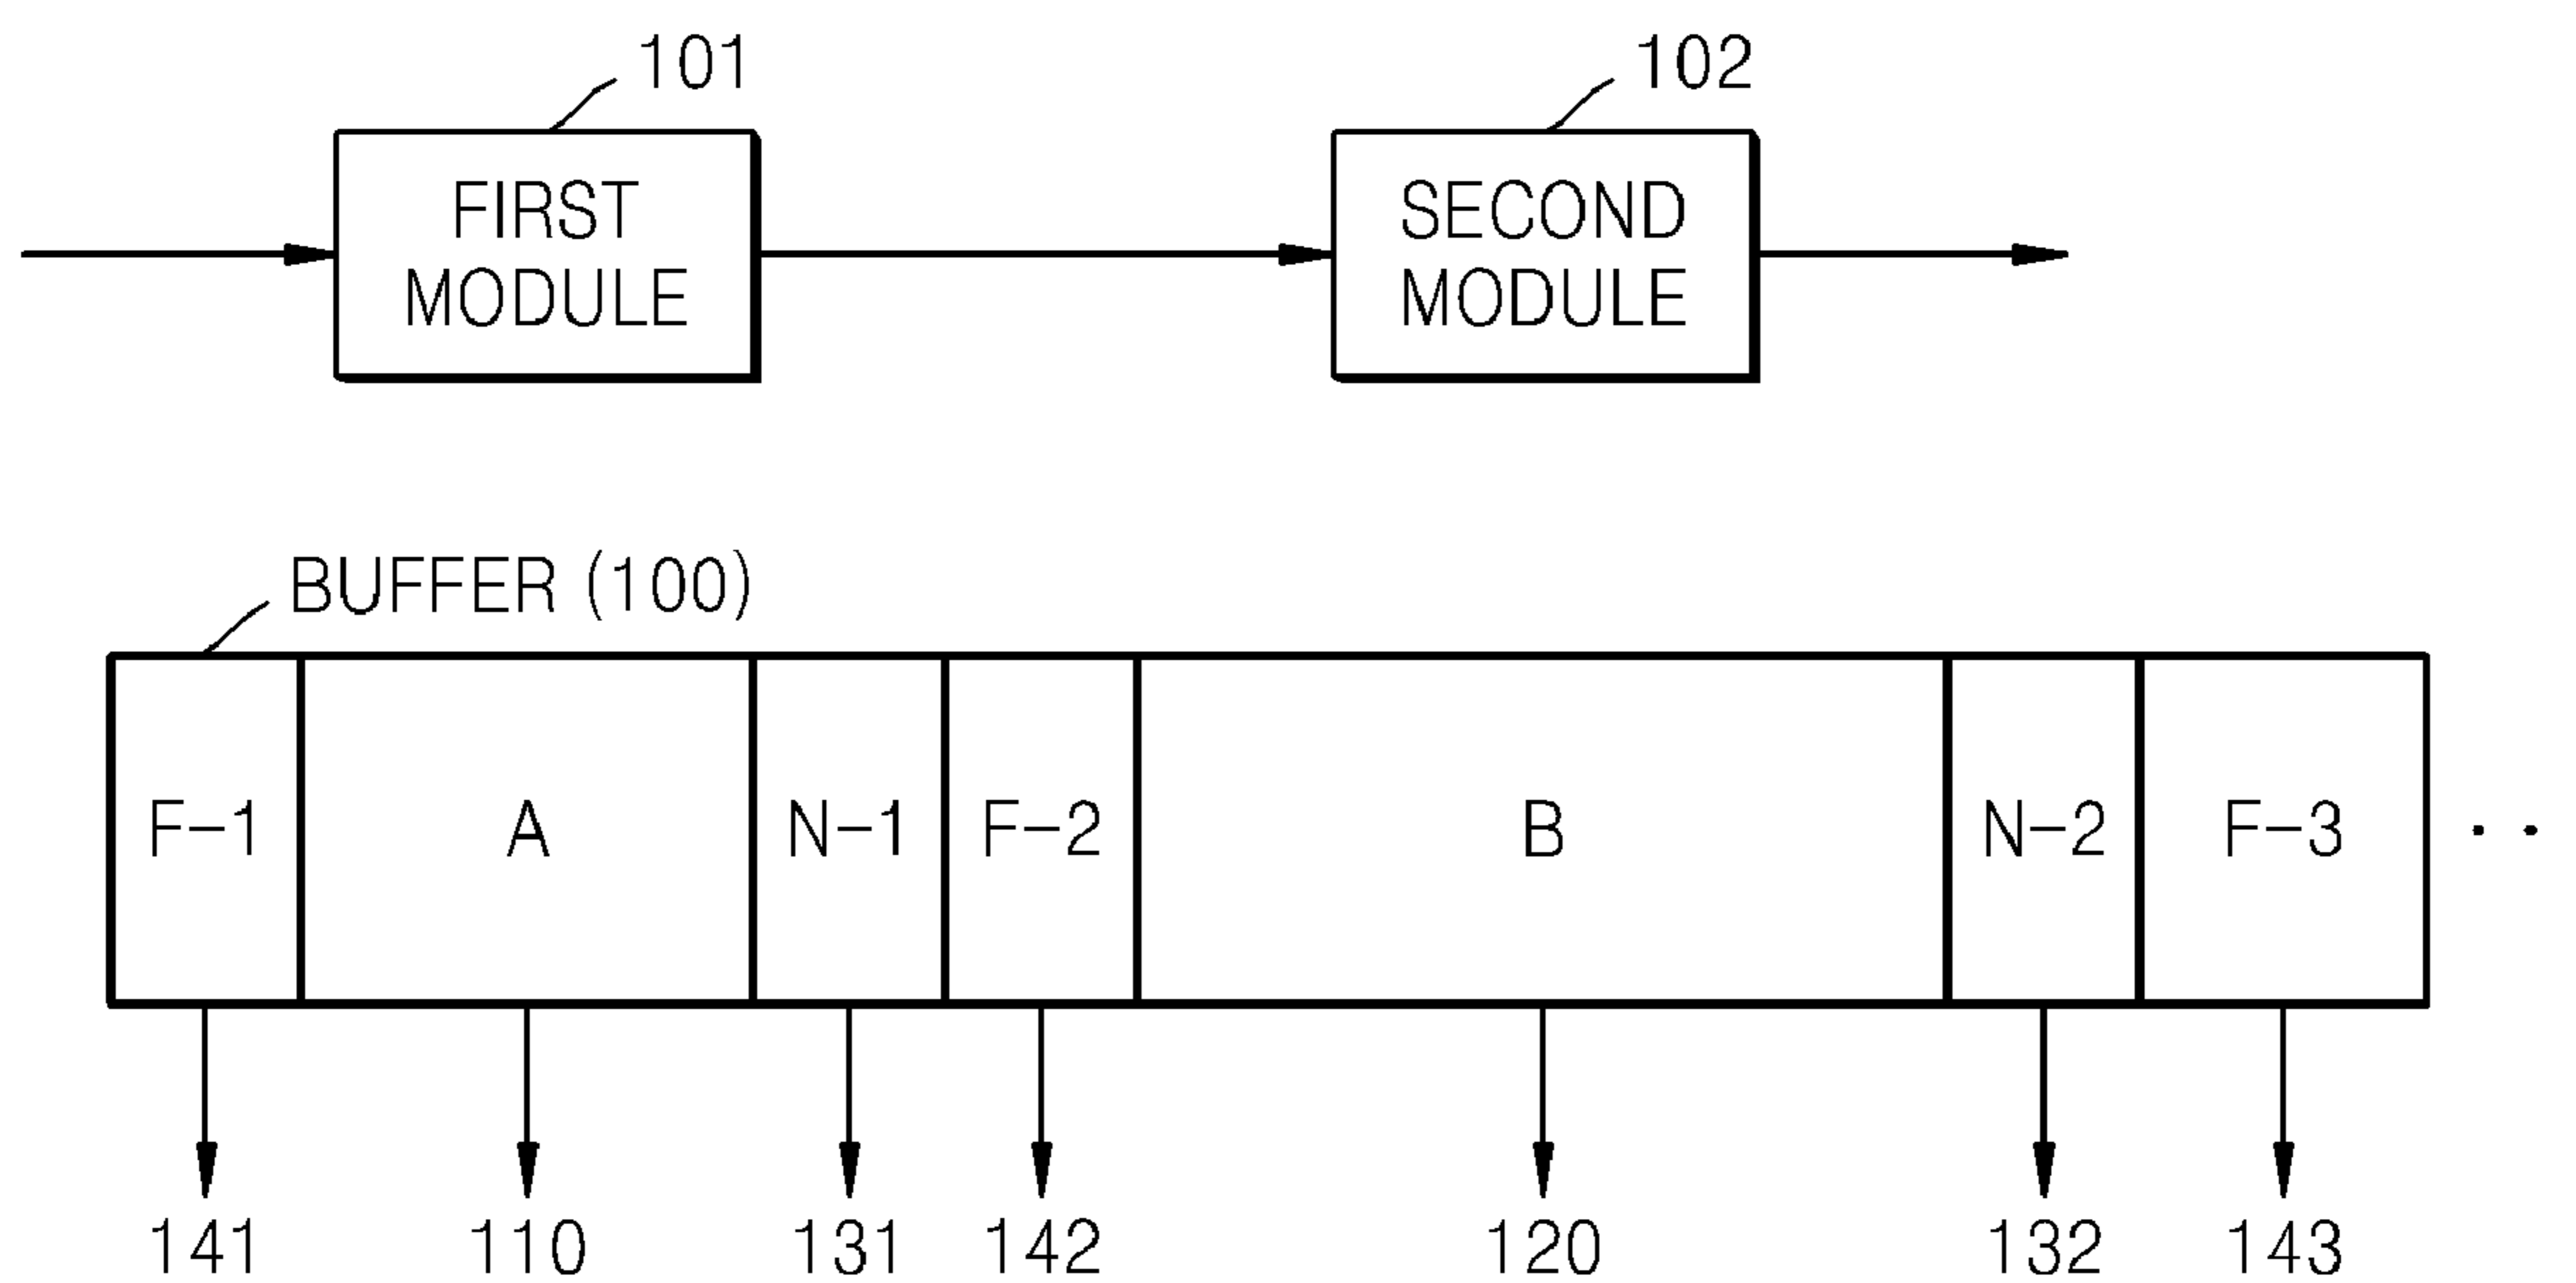 101
102
FIRST
MODULE
SECOND
MODULE
BUFFER (100)
F-1 A N-1 F-2 B N-2 F-3 ..
141 110 131 142 120 132 143